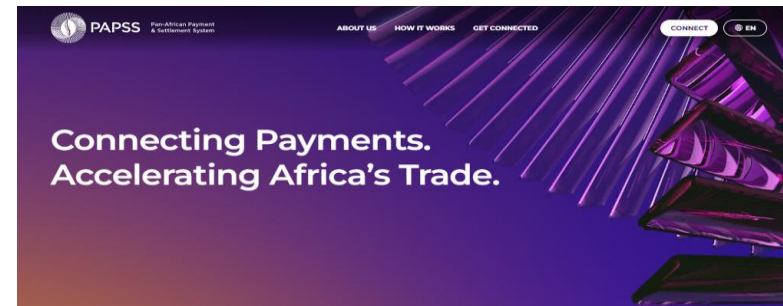 PAPSS
Pan-African Payment
& Settlement System
ABOUT US
HOW IT WORKS
GET CONNECTED
CONNECT
EN
Connecting Payments.
Accelerating Africa’s Trade.